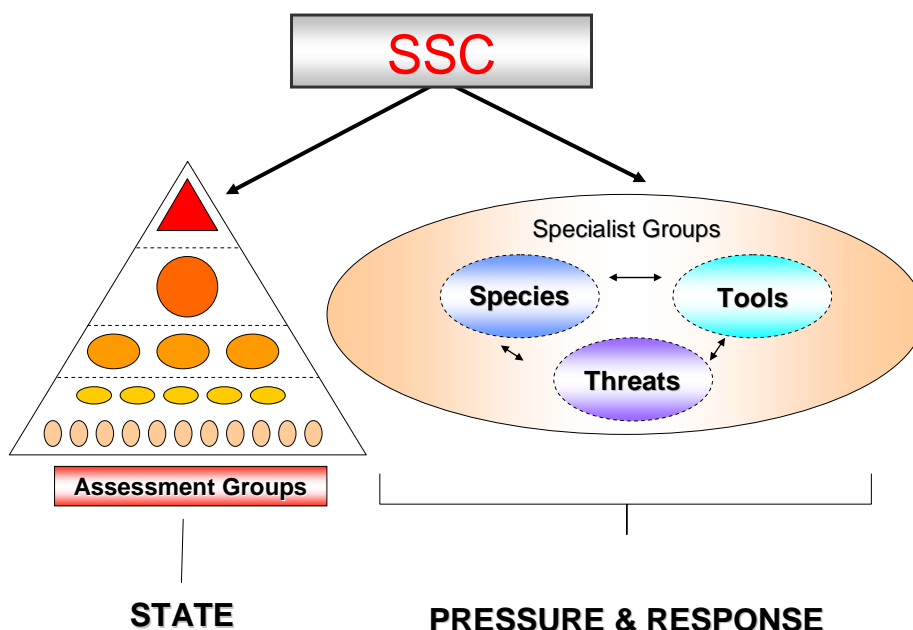 SSC
Specialist Groups
Species
Tools
Threats
Assessment Groups
STATE
PRESSURE & RESPONSE